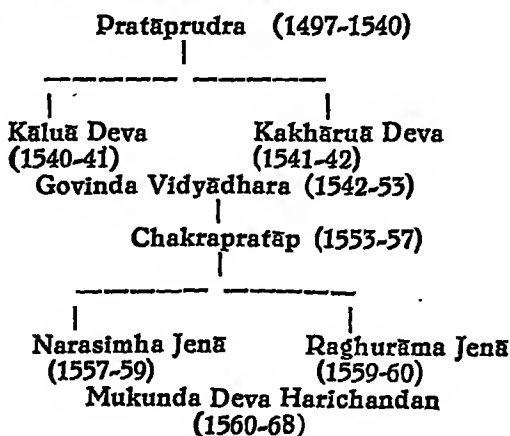 Pratāprudra (1497-1540)
Kāluā Deva Kakhāruā Deva
(1540-41) (1541-42)
Govinda Vidyādhara (1542-53)
Chakrapratāp (1553-57)
Narasimha Jenā Raghurāma Jenā
(1557-59) (1559-60)
Mukunda Deva Harichandan
(1560-68)